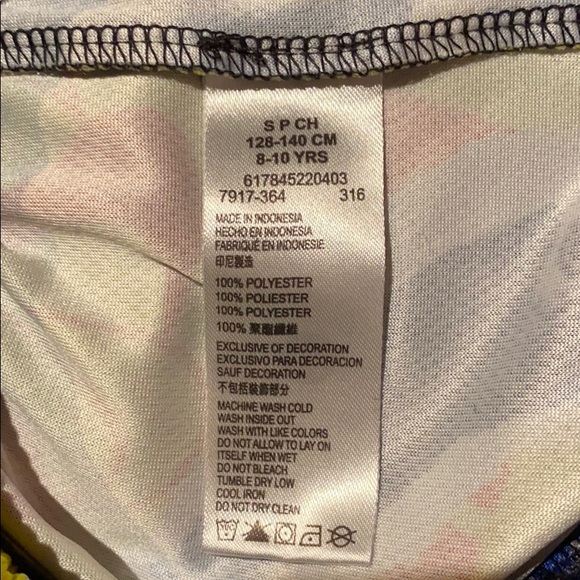 S P CH
128-140 CM
8-10 YRS
617845220403
7917-364 316
MADE IN INDONESIA
HECHO EN INDONESIA
FABRIQUÉ EN INDONESIE
印尼製造
100% POLYESTER
100% POLIESTER
100% POLYESTER
100% 聚酯纖維
EXCLUSIVE OF DECORATION
EXCLUSIVO PARA DECORACION
SAUF DECORATION
不包括裝飾部分
MACHINE WASH COLD
WASH INSIDE OUT
WASH WITH LIKE COLORS
DO NOT ALLOW TO LAY ON
ITSELF WHEN WET
DO NOT BLEACH
TUMBLE DRY LOW
COOL IRON
DO NOT DRY CLEAN